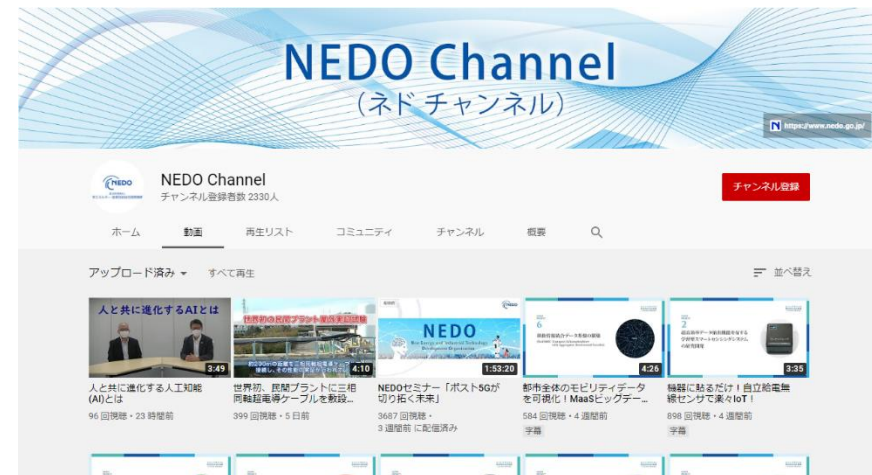 NEDO Channel
(ネド チャンネル)
https://www.nedo.go.jp/
NEDO
NEDO Channel
チャンネル登録者数 2330人
チャンネル登録
ホーム 動画 再生リスト コミュニティ チャンネル 概要
アップロード済み すべて再生 並べ替え
人と共に進化するAIとは
3:49
世界初の民間プラント
4:10
NEDO
1:53:20
6
4:26
2
3:35
人と共に進化する人工知能
(AI)とは
96 回視聴・23 時間前
世界初、民間プラントに三相
同軸超電導ケーブルを敷設...
399 回視聴・5 日前
NEDOセミナー「ポスト5Gが
切り拓く未来」
3687 回視聴・
3 週間前 に配信済み
都市全体のモビリティデータ
を可視化!MaaSビッグデー...
584 回視聴・4 週間前
字幕
機器に貼るだけ!自立給電無
線センサで楽々IoT!
898 回視聴・4 週間前
字幕